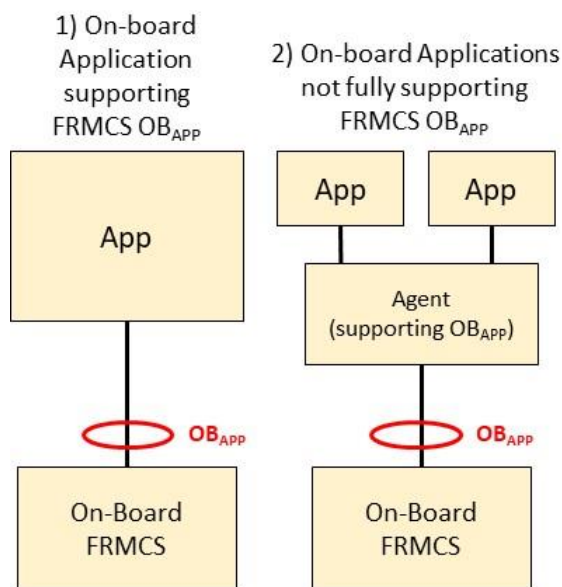 1) On-board
Application
supporting
FRMCS OBAPP
App
OBAPP
On-Board
FRMCS
2) On-board Applications
not fully supporting
FRMCS OBAPP
App
App
Agent
(supporting OBAPP)
OBAPP
On-Board
FRMCS